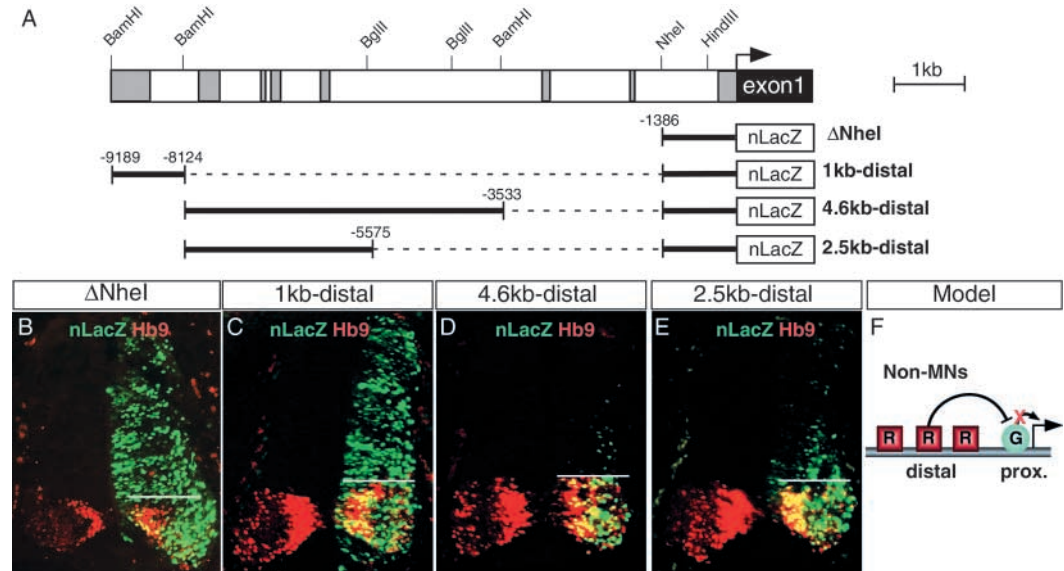 A
BamHI BamHI BglII BglII BamHI NheI HindIII
exon1
1kb
-1386
nLacZ ΔNheI
-9189 -8124
nLacZ 1kb-distal
-3533
nLacZ 4.6kb-distal
-5575
nLacZ 2.5kb-distal
ΔNheI 1kb-distal 4.6kb-distal 2.5kb-distal Model
B nLacZ Hb9 C nLacZ Hb9 D nLacZ Hb9 E nLacZ Hb9 F
Non-MNs
X
R R R G
distal prox.